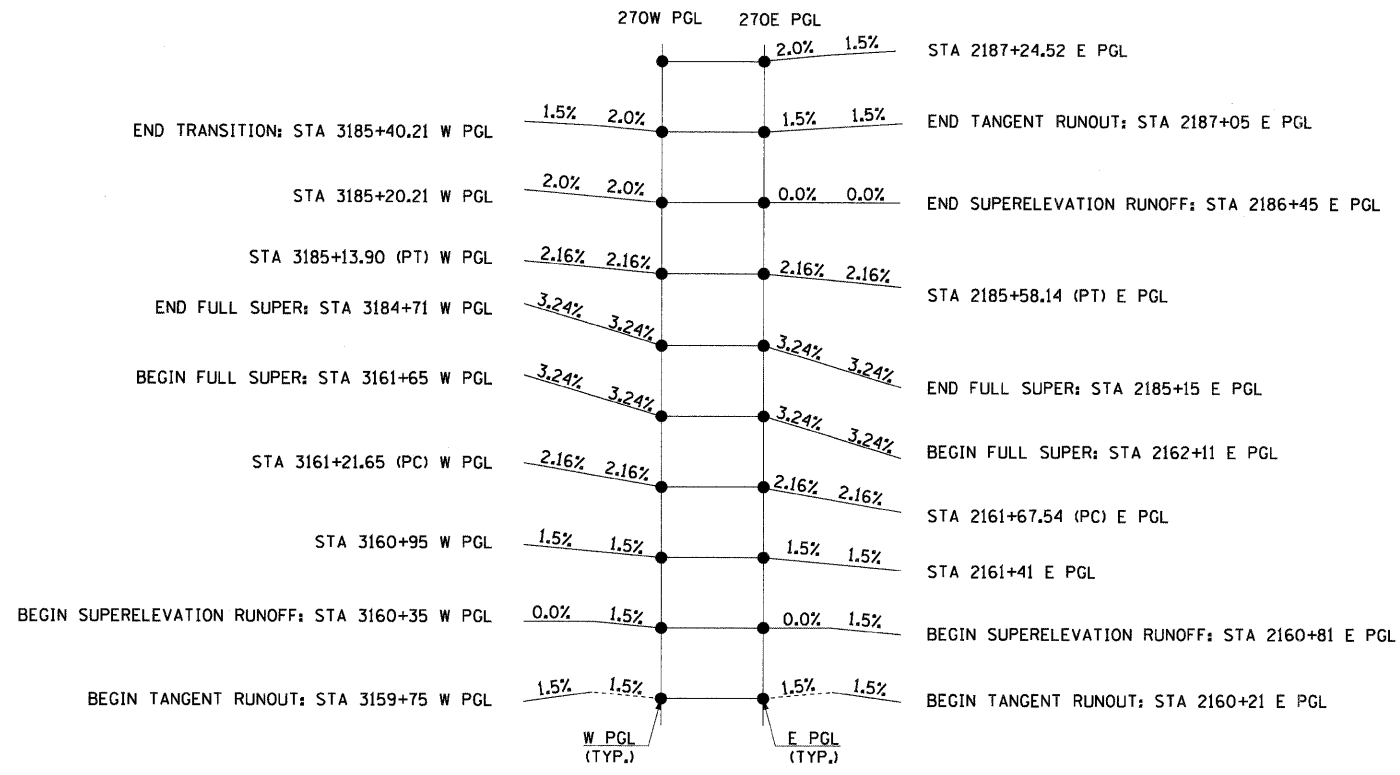 270W PGL 270E PGL
2.0% 1.5% STA 2187+24.52 E PGL
END TRANSITION: STA 3185+40.21 W PGL 1.5% 2.0% 1.5% 1.5% END TANGENT RUNOUT: STA 2187+05 E PGL
STA 3185+20.21 W PGL 2.0% 2.0% 0.0% 0.0% END SUPERELEVATION RUNOFF: STA 2186+45 E PGL
STA 3185+13.90 (PT) W PGL 2.16% 2.16% 2.16% 2.16% STA 2185+58.14 (PT) E PGL
END FULL SUPER: STA 3184+71 W PGL 3.24% 3.24% 3.24% 3.24% END FULL SUPER: STA 2185+15 E PGL
BEGIN FULL SUPER: STA 3161+65 W PGL 3.24% 3.24% 3.24% 3.24% BEGIN FULL SUPER: STA 2162+11 E PGL
STA 3161+21.65 (PC) W PGL 2.16% 2.16% 2.16% 2.16% STA 2161+67.54 (PC) E PGL
STA 3160+95 W PGL 1.5% 1.5% 1.5% 1.5% STA 2161+41 E PGL
BEGIN SUPERELEVATION RUNOFF: STA 3160+35 W PGL 0.0% 1.5% 0.0% 1.5% BEGIN SUPERELEVATION RUNOFF: STA 2160+81 E PGL
BEGIN TANGENT RUNOUT: STA 3159+75 W PGL 1.5% 1.5% 1.5% 1.5% BEGIN TANGENT RUNOUT: STA 2160+21 E PGL
W PGL E PGL
(TYP.) (TYP.)